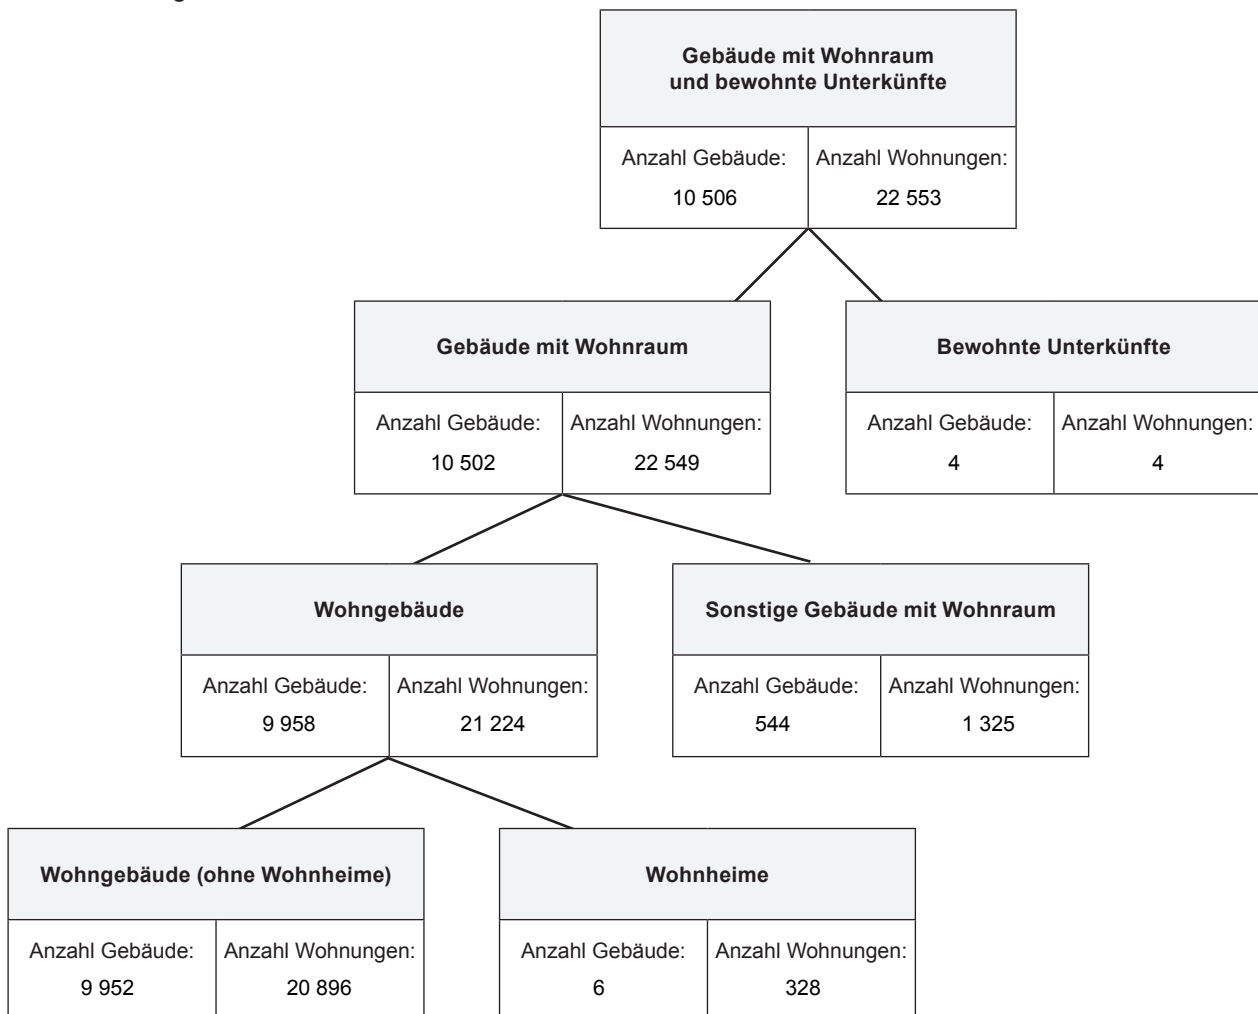 Gebäude mit Wohnraum
und bewohnte Unterkünfte
Anzahl Gebäude: Anzahl Wohnungen:
10 506 22 553
Gebäude mit Wohnraum Bewohnte Unterkünfte
Anzahl Gebäude: Anzahl Wohnungen: Anzahl Gebäude: Anzahl Wohnungen:
10 502 22 549 4 4
Wohngebäude Sonstige Gebäude mit Wohnraum
Anzahl Gebäude: Anzahl Wohnungen: Anzahl Gebäude: Anzahl Wohnungen:
9 958 21 224 544 1 325
Wohngebäude (ohne Wohnheime) Wohnheime
Anzahl Gebäude: Anzahl Wohnungen: Anzahl Gebäude: Anzahl Wohnungen:
9 952 20 896 6 328